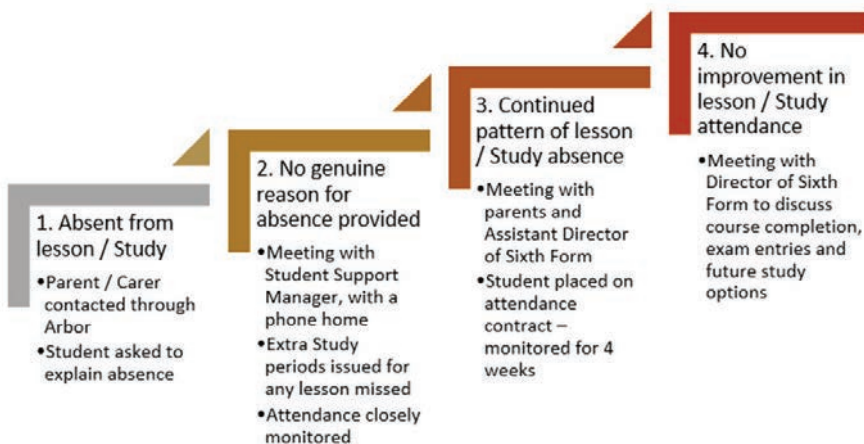 1. Absent from
lesson / Study
•Parent / Carer
contacted through
Arbor
•Student asked to
explain absence
2. No genuine
reason for
absence provided
•Meeting with
Student Support
Manager, with a
phone home
•Extra Study
periods issued for
any lesson missed
•Attendance closely
monitored
3. Continued
pattern of lesson
/ Study absence
•Meeting with
parents and
Assistant Director
of Sixth Form
•Student placed on
attendance
contract –
monitored for 4
weeks
4. No
improvement in
lesson / Study
attendance
•Meeting with
Director of Sixth
Form to discuss
course completion,
exam entries and
future study
options